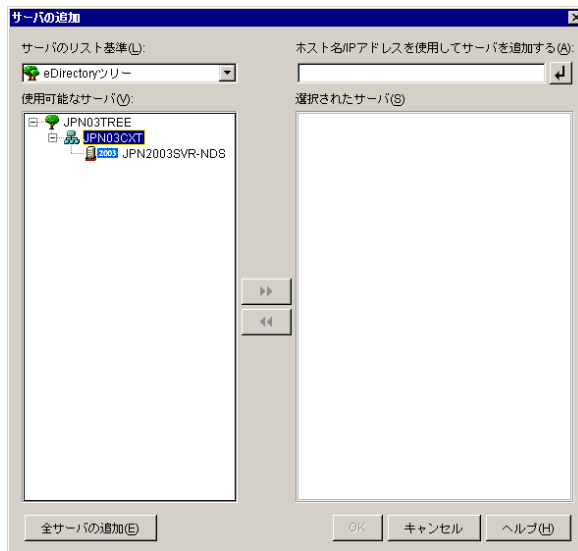 サーバの追加
サーバのリスト基準(L):
eDirectoryツリー
使用可能なサーバ(V):
JPN03TREE
JPN03CXT
2003 JPN2003SVR-NDS
ホスト名/IPアドレスを使用してサーバを追加する(A):
選択されたサーバ(S)
全サーバの追加(E)
OK
キャンセル
ヘルプ(H)